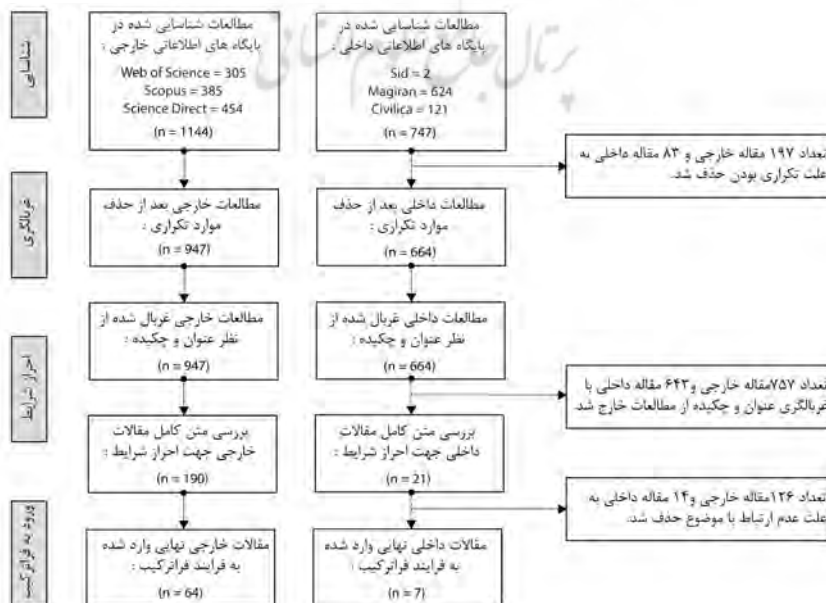 شناسایی
مطالعات شناسایی شده در
پایگاه های اطلاعاتی داخلی :
Sid = 2
Magiran = 624
Civilica = 121
(n = 747)
مطالعات شناسایی شده در
پایگاه های اطلاعاتی خارجی :
Web of Science = 305
Scopus = 385
Science Direct = 454
(n = 1144)
تعداد ۱۹۷ مقاله خارجی و ۸۳ مقاله داخلی به
علت تکراری بودن حذف شد.
غربالگری
مطالعات داخلی بعد از حذف
موارد تکراری :
(n = 664)
مطالعات خارجی بعد از حذف
موارد تکراری :
(n = 947)
مطالعات داخلی غربال شده از
نظر عنوان و چکیده :
(n = 664)
مطالعات خارجی غربال شده از
نظر عنوان و چکیده :
(n = 947)
تعداد ۷۵۷مقاله خارجی و۶۴۳ مقاله داخلی با
غربالگری عنوان و چکیده از مطالعات خارج شد.
احراز شرایط
بررسی متن کامل مقالات
داخلی جهت احراز شرایط :
(n = 21)
بررسی متن کامل مقالات
خارجی جهت احراز شرایط :
(n = 190)
تعداد ۱۲۶مقاله خارجی و۱۴ مقاله داخلی به
علت عدم ارتباط با موضوع حذف شد.
ورود به فراترکیب
مقالات داخلی نهایی وارد شده
به فرایند فراترکیب :
(n = 7)
مقالات خارجی نهایی وارد شده
به فرایند فراترکیب :
(n = 64)
پرتال جامع علوم انسانی